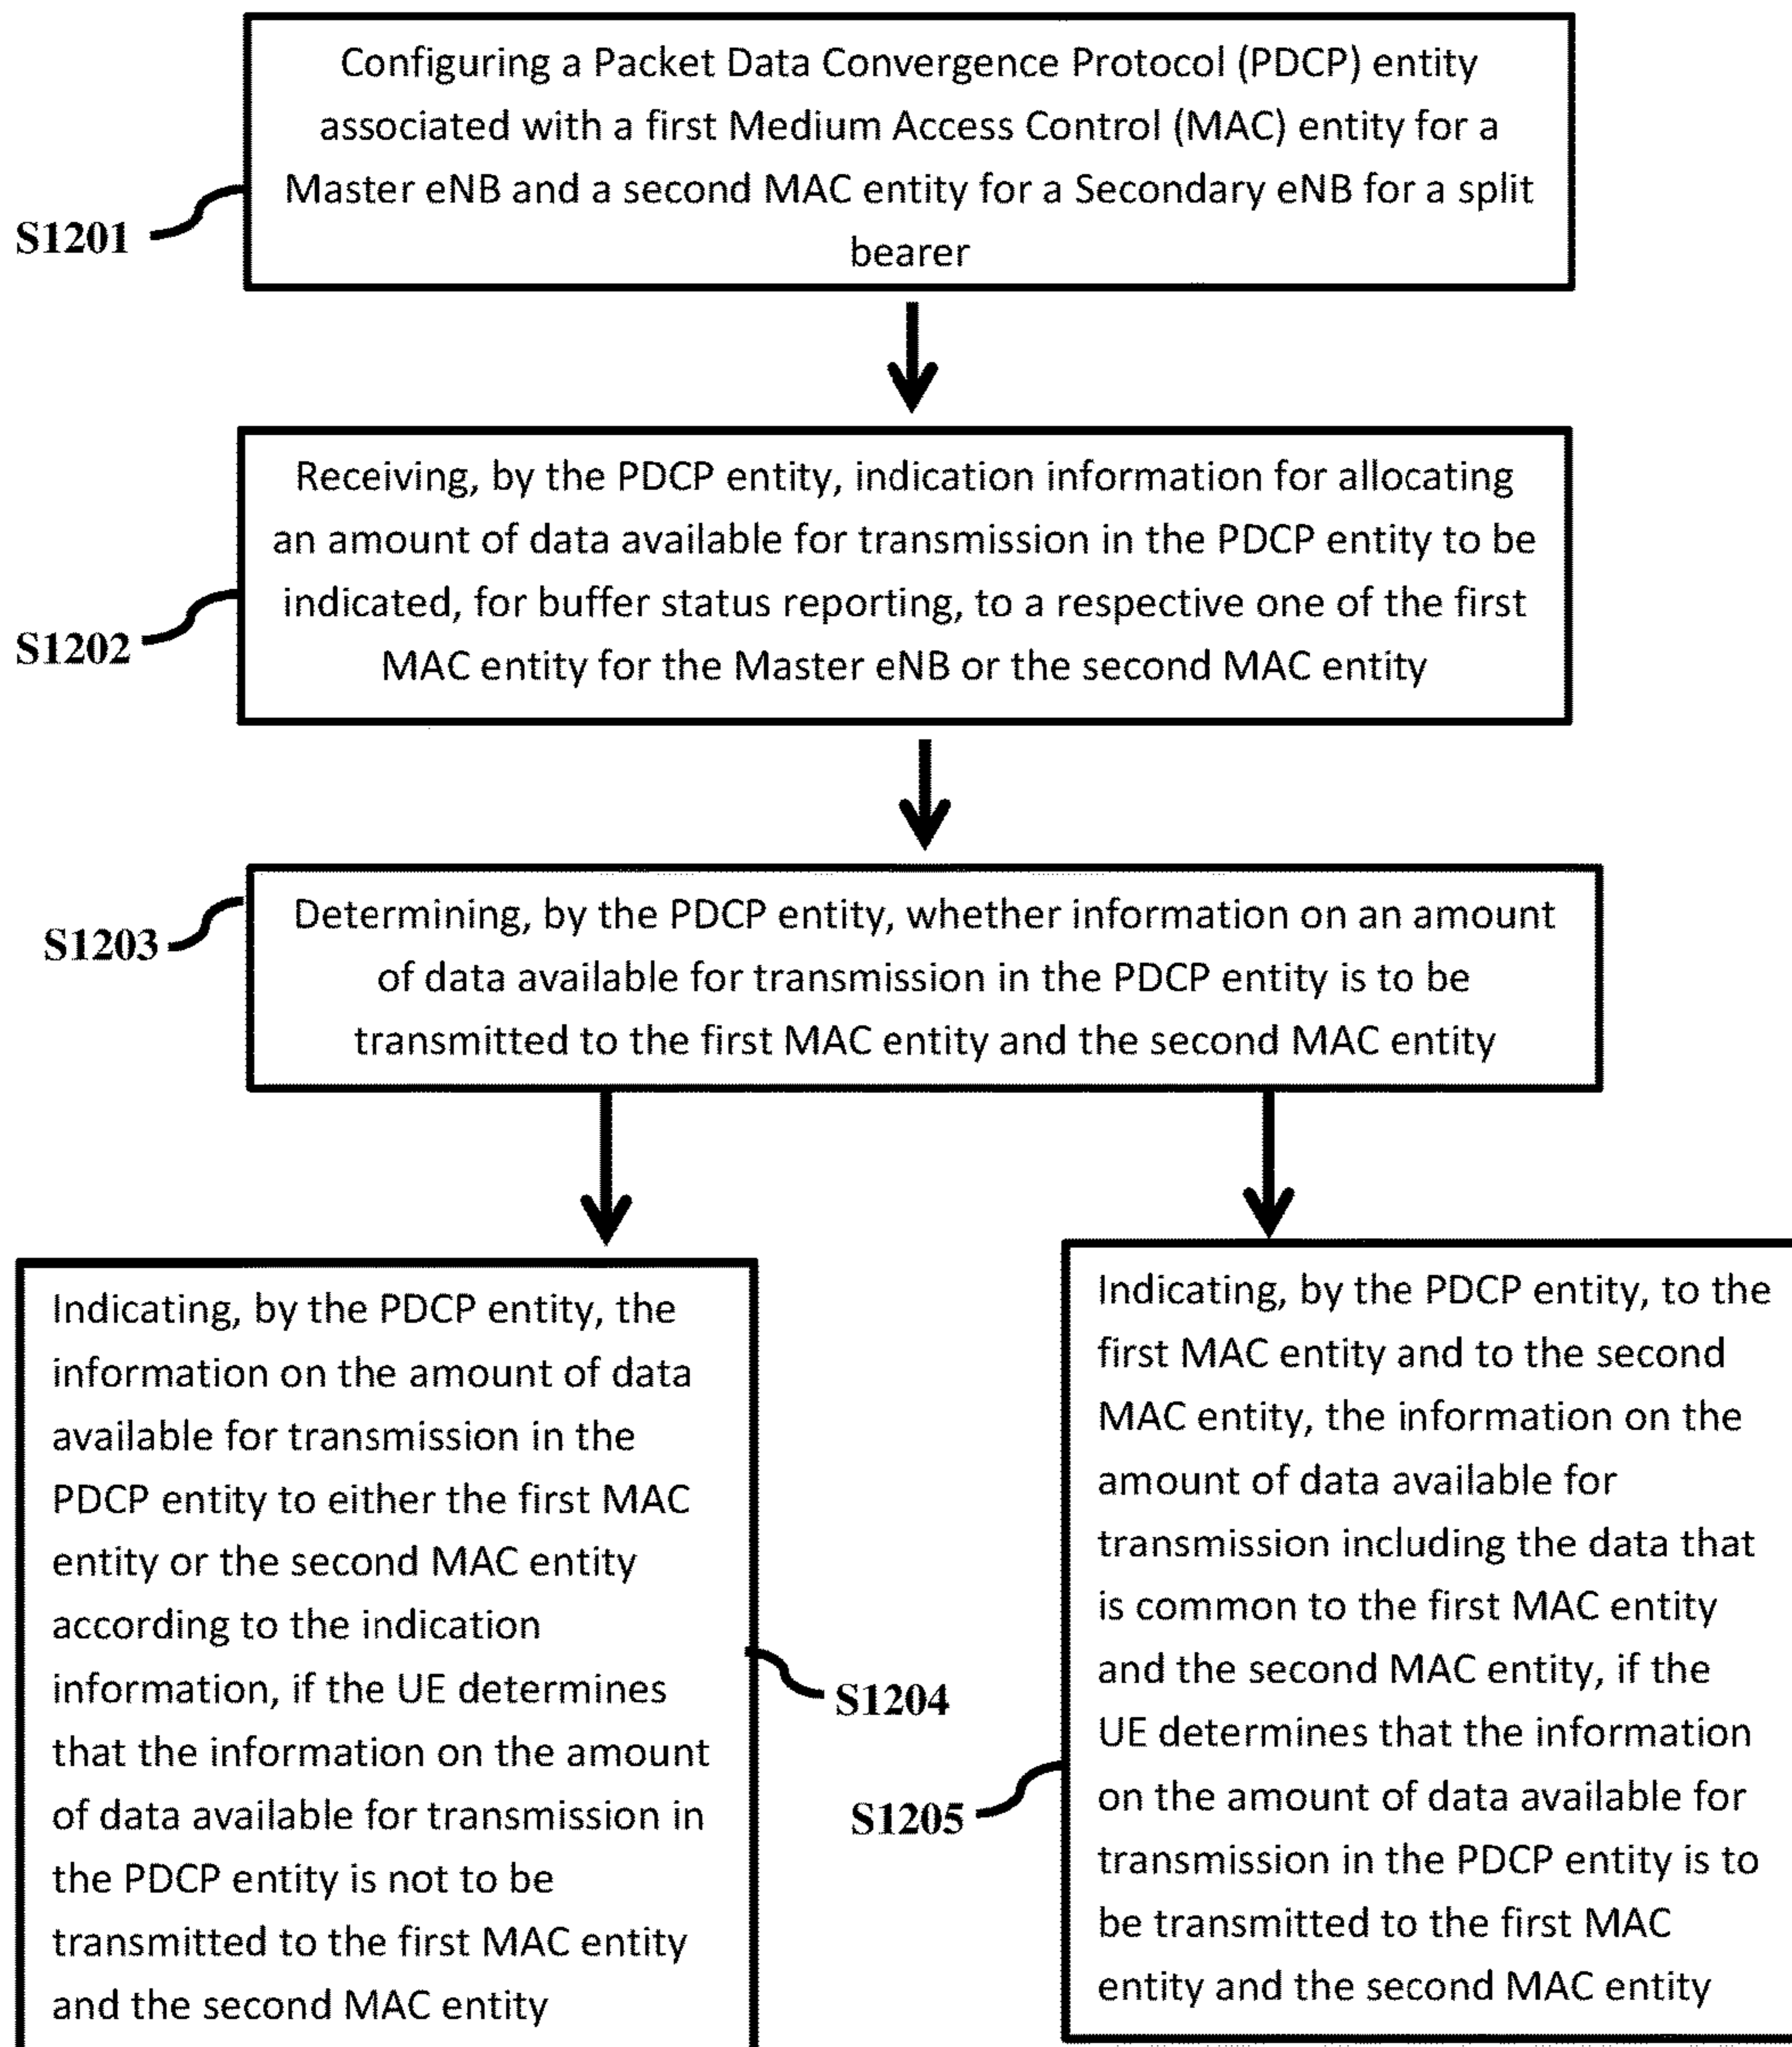 Configuring a Packet Data Convergence Protocol (PDCP) entity
associated with a first Medium Access Control (MAC) entity for a
Master eNB and a second MAC entity for a Secondary eNB for a split
bearer
S1201
Receiving, by the PDCP entity, indication information for allocating
an amount of data available for transmission in the PDCP entity to be
indicated, for buffer status reporting, to a respective one of the first
MAC entity for the Master eNB or the second MAC entity
S1202
Determining, by the PDCP entity, whether information on an amount
of data available for transmission in the PDCP entity is to be
transmitted to the first MAC entity and the second MAC entity
S1203
Indicating, by the PDCP entity, the
information on the amount of data
available for transmission in the
PDCP entity to either the first MAC
entity or the second MAC entity
according to the indication
information, if the UE determines
that the information on the amount
of data available for transmission in
the PDCP entity is not to be
transmitted to the first MAC entity
and the second MAC entity
S1204
Indicating, by the PDCP entity, to the
first MAC entity and to the second
MAC entity, the information on the
amount of data available for
transmission including the data that
is common to the first MAC entity
and the second MAC entity, if the
UE determines that the information
on the amount of data available for
transmission in the PDCP entity is to
be transmitted to the first MAC
entity and the second MAC entity
S1205